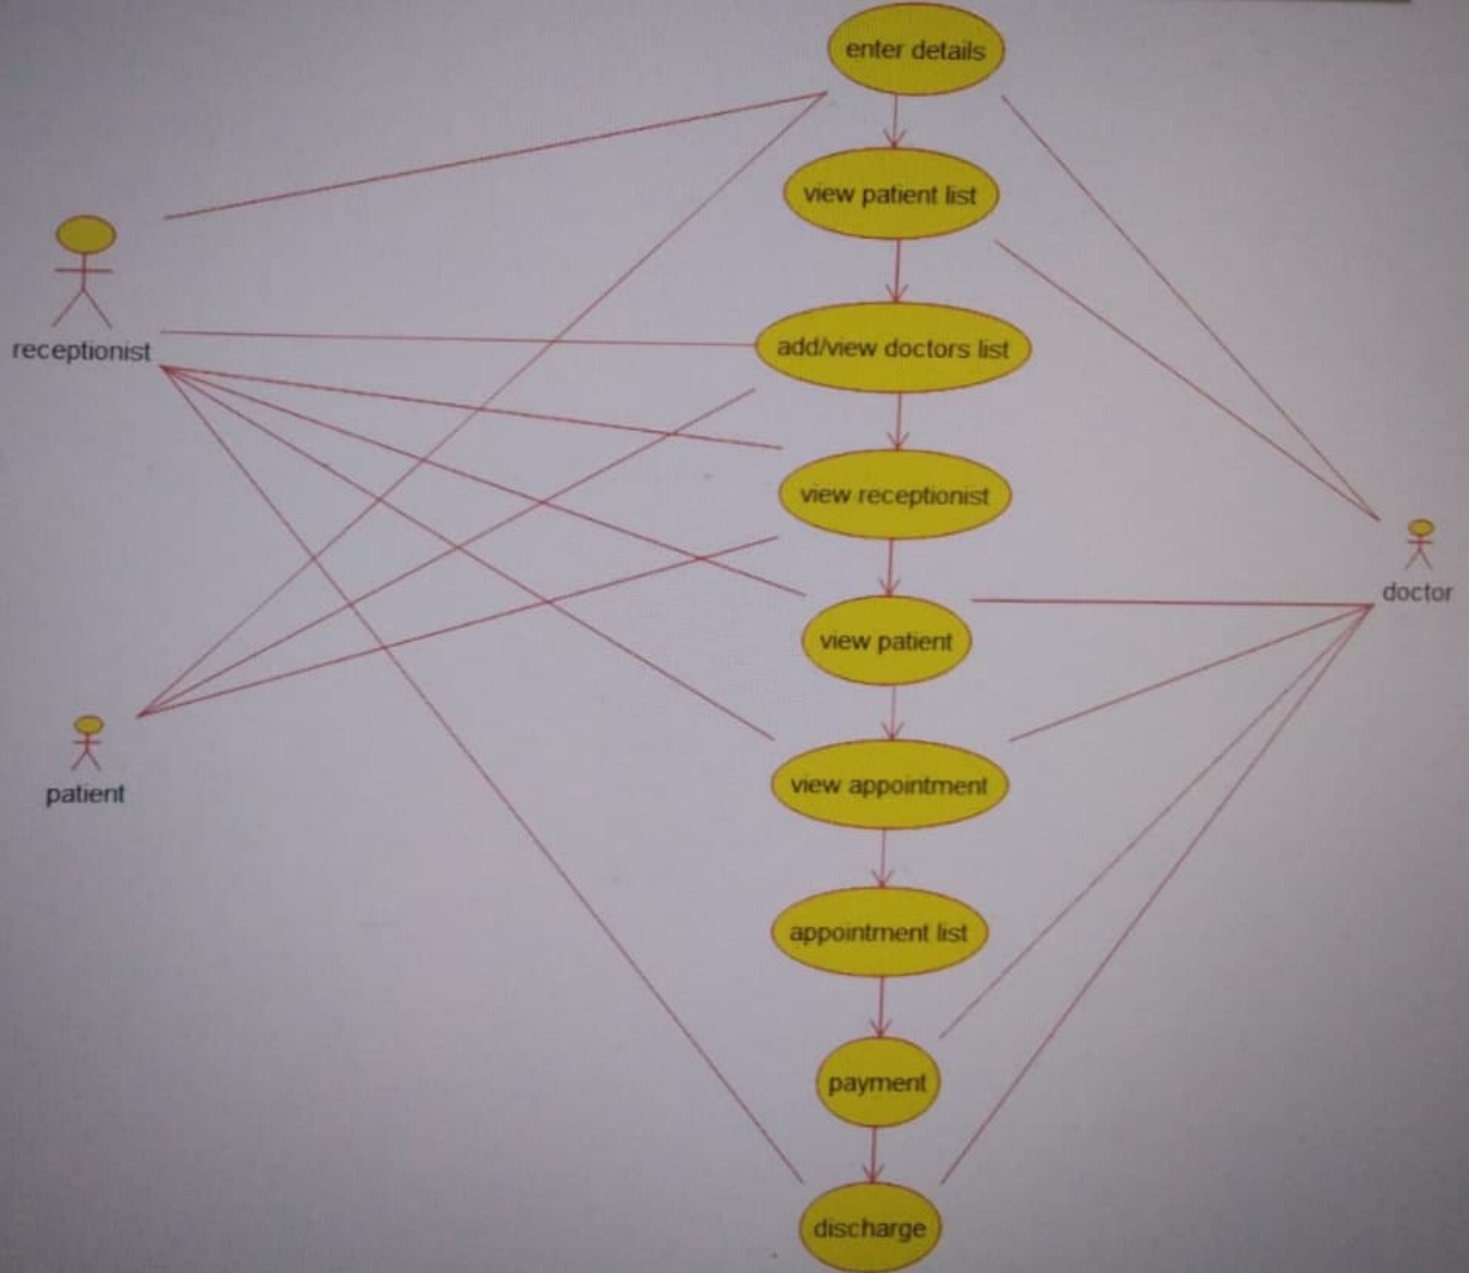 enter details
view patient list
receptionist
add/view doctors list
view receptionist
doctor
view patient
patient
view appointment
appointment list
payment
discharge